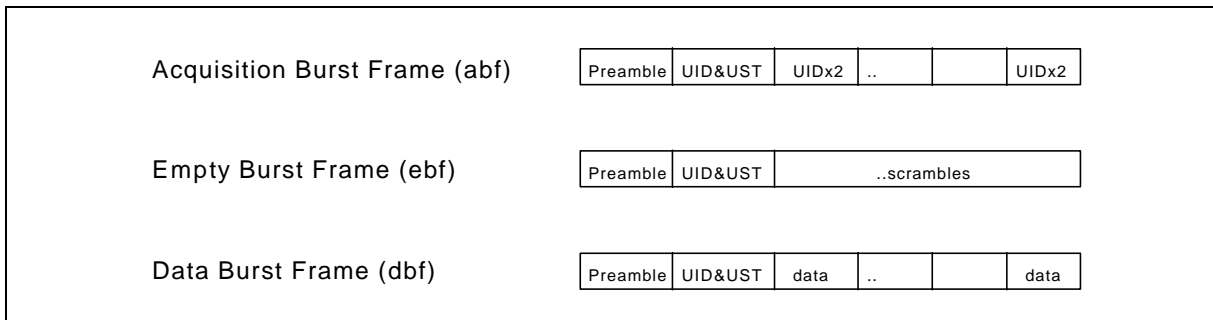 Acquisition Burst Frame (abf) Preamble UID&UST UIDx2 .. UIDx2
Empty Burst Frame (ebf) Preamble UID&UST ..scrambles
Data Burst Frame (dbf) Preamble UID&UST data .. data